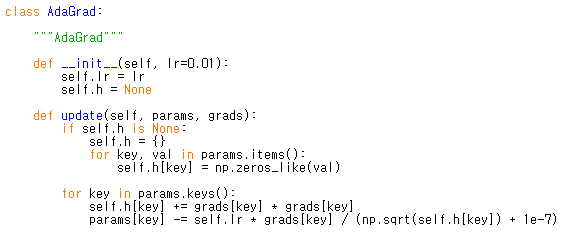 class AdaGrad:

    """AdaGrad"""

    def __init__(self, lr=0.01):
        self.lr = lr
        self.h = None

    def update(self, params, grads):
        if self.h is None:
            self.h = {}
            for key, val in params.items():
                self.h[key] = np.zeros_like(val)

        for key in params.keys():
            self.h[key] += grads[key] * grads[key]
            params[key] -= self.lr * grads[key] / (np.sqrt(self.h[key]) + 1e-7)